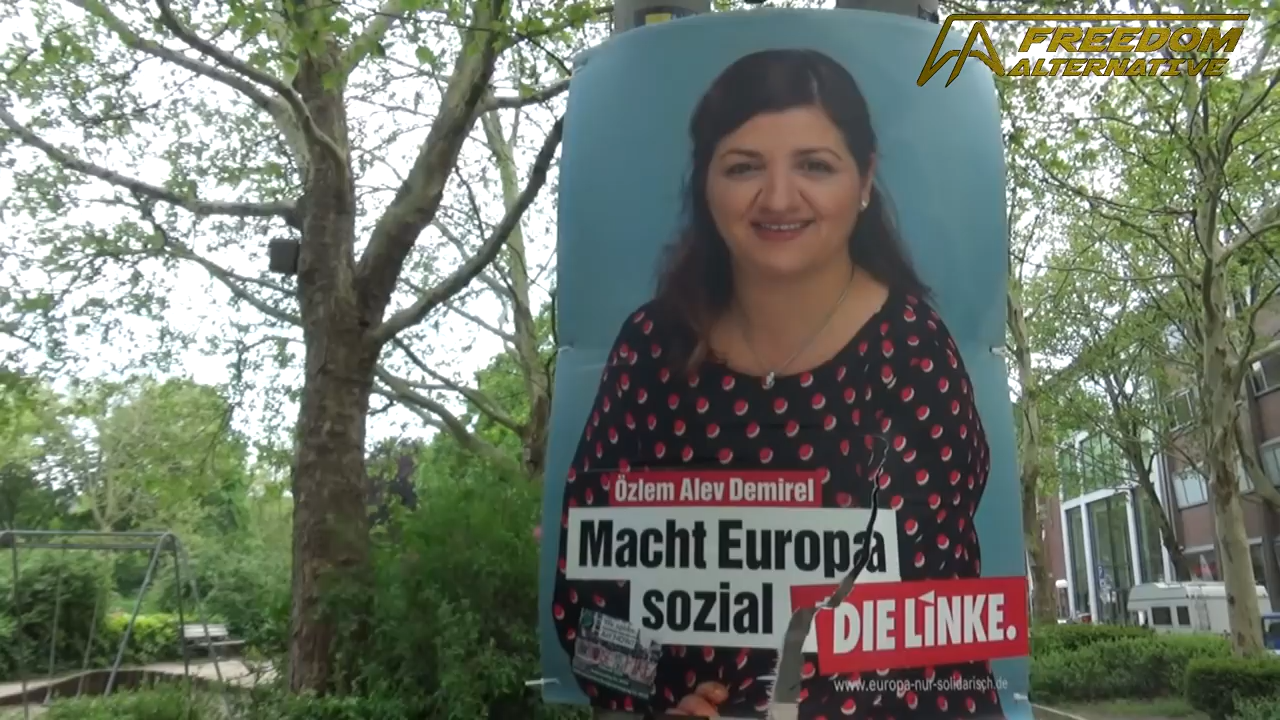 FREEDOM
ALTERNATIVE
Özlem Alev Demirel
Macht Europa
sozial
DIE LINKE.
www.europa-nur-solidarisch.de